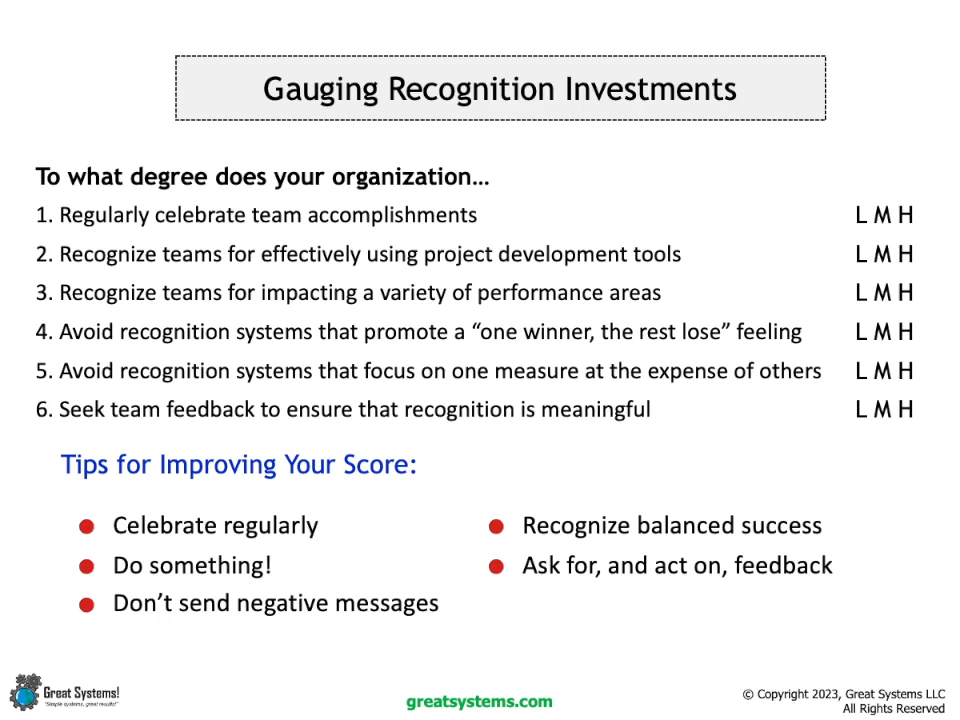 Gauging Recognition Investments
To what degree does your organization…
1. Regularly celebrate team accomplishments L M H
2. Recognize teams for effectively using project development tools L M H
3. Recognize teams for impacting a variety of performance areas L M H
4. Avoid recognition systems that promote a “one winner, the rest lose” feeling L M H
5. Avoid recognition systems that focus on one measure at the expense of others L M H
6. Seek team feedback to ensure that recognition is meaningful L M H
Tips for Improving Your Score:
Celebrate regularly
Do something!
Don’t send negative messages
Recognize balanced success
Ask for, and act on, feedback
Great Systems!
"Simple systems, great results!"
greatsystems.com
© Copyright 2023, Great Systems LLC
All Rights Reserved